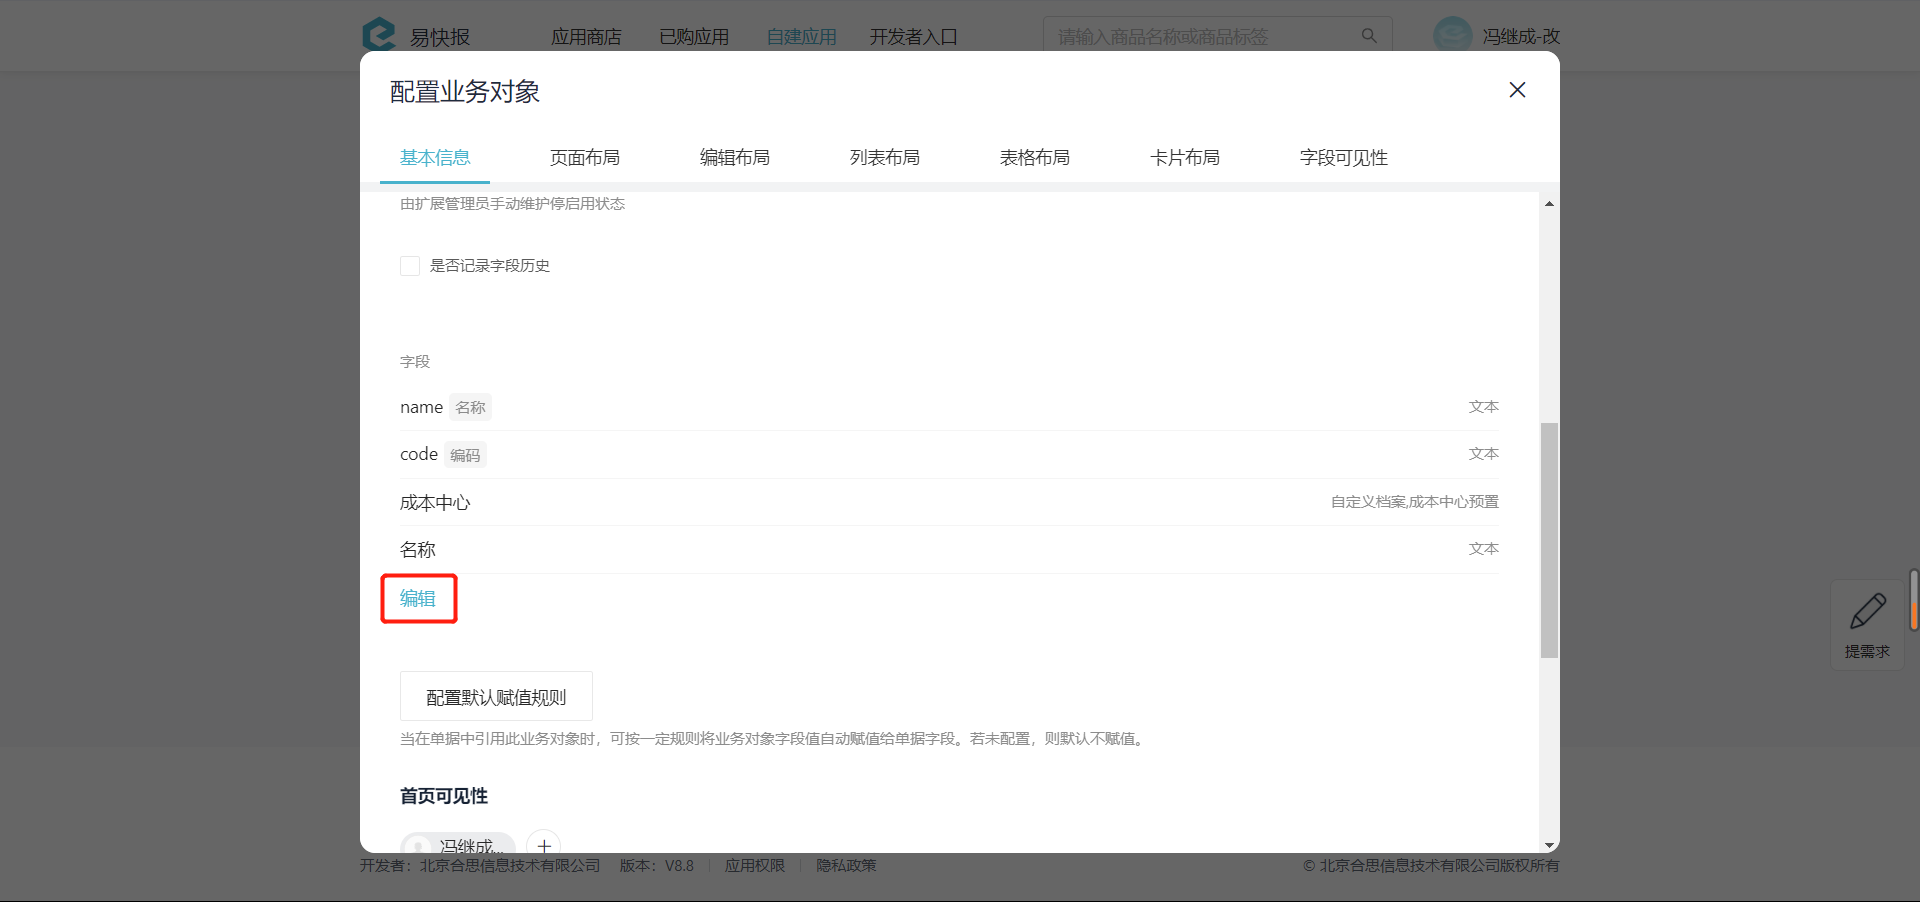 易快报
应用商店 已购应用 自建应用 开发者入口
请输入商品名称或商品标签
冯继成-改
配置业务对象
基本信息 页面布局 编辑布局 列表布局 表格布局 卡片布局 字段可见性
由扩展管理员手动维护停启用状态
是否记录字段历史
字段
name 名称 文本
code 编码 文本
成本中心 自定义档案,成本中心预置
名称 文本
编辑
提需求
配置默认赋值规则
当在单据中引用此业务对象时，可按一定规则将业务对象字段值自动赋值给单据字段。若未配置，则默认不赋值。
首页可见性
冯继成...
开发者：北京合思信息技术有限公司 版本：V8.8 应用权限 隐私政策 © 北京合思信息技术有限公司版权所有